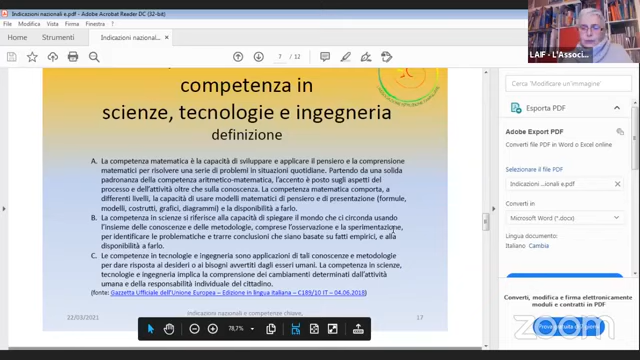 Indicazioni nazionali e.pdf - Adobe Acrobat Reader DC (32-bit)
File Modifica Vista Firma Finestra ?
Home Strumenti Indicazioni nazional... ×
7 / 12
LAIF - L'Associ
competenza in
scienze, tecnologie e ingegneria
definizione
A. La competenza matematica è la capacità di sviluppare e applicare il pensiero e la comprensione
matematici per risolvere una serie di problemi in situazioni quotidiane. Partendo da una solida
padronanza della competenza aritmetico-matematica, l'accento è posto sugli aspetti del
processo e dell'attività oltre che sulla conoscenza. La competenza matematica comporta, a
differenti livelli, la capacità di usare modelli matematici di pensiero e di presentazione (formule,
modelli, costrutti, grafici, diagrammi) e la disponibilità a farlo.
B. La competenza in scienze si riferisce alla capacità di spiegare il mondo che ci circonda usando
l'insieme delle conoscenze e delle metodologie, comprese l'osservazione e la sperimentazione,
per identificare le problematiche e trarre conclusioni che siano basate su fatti empirici, e alla
disponibilità a farlo.
C. Le competenze in tecnologie e ingegneria sono applicazioni di tali conoscenze e metodologie
per dare risposta ai desideri o ai bisogni avvertiti dagli esseri umani. La competenza in scienze,
tecnologie e ingegneria implica la comprensione dei cambiamenti determinati dall'attività
umana e della responsabilità individuale del cittadino.
(fonte: Gazzetta Ufficiale dell'Unione Europea – Edizione in lingua italiana – C189/10 IT – 04.06.2018)
22/03/2021
Indicazioni nazionali e competenze chiave,
17
78,7%
Cercate "Modificare un'immagine"
Esporta PDF
Adobe Export PDF
Converti file PDF in Word o Excel online
Selezionare il file PDF
Indicazioni ...ionali e.pdf ×
Converti in
Microsoft Word (*.docx)
Lingua documento:
Italiano Cambia
Converti, modifica e firma elettronicamente
moduli e contratti in PDF
Prova gratuita di 7 giorni
zoom